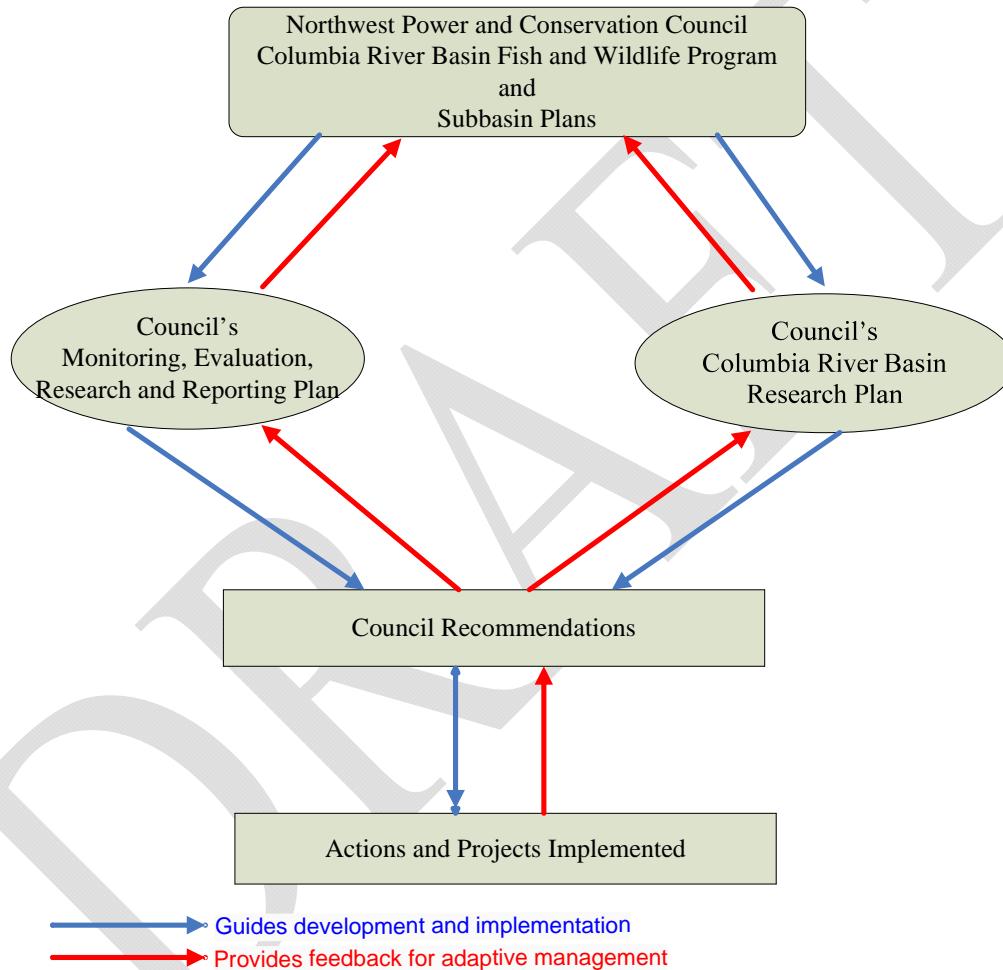 Northwest Power and Conservation Council
Columbia River Basin Fish and Wildlife Program
and
Subbasin Plans
Council's
Monitoring, Evaluation,
Research and Reporting Plan
Council's
Columbia River Basin
Research Plan
Council Recommendations
Actions and Projects Implemented
Guides development and implementation
Provides feedback for adaptive management
DRAFT